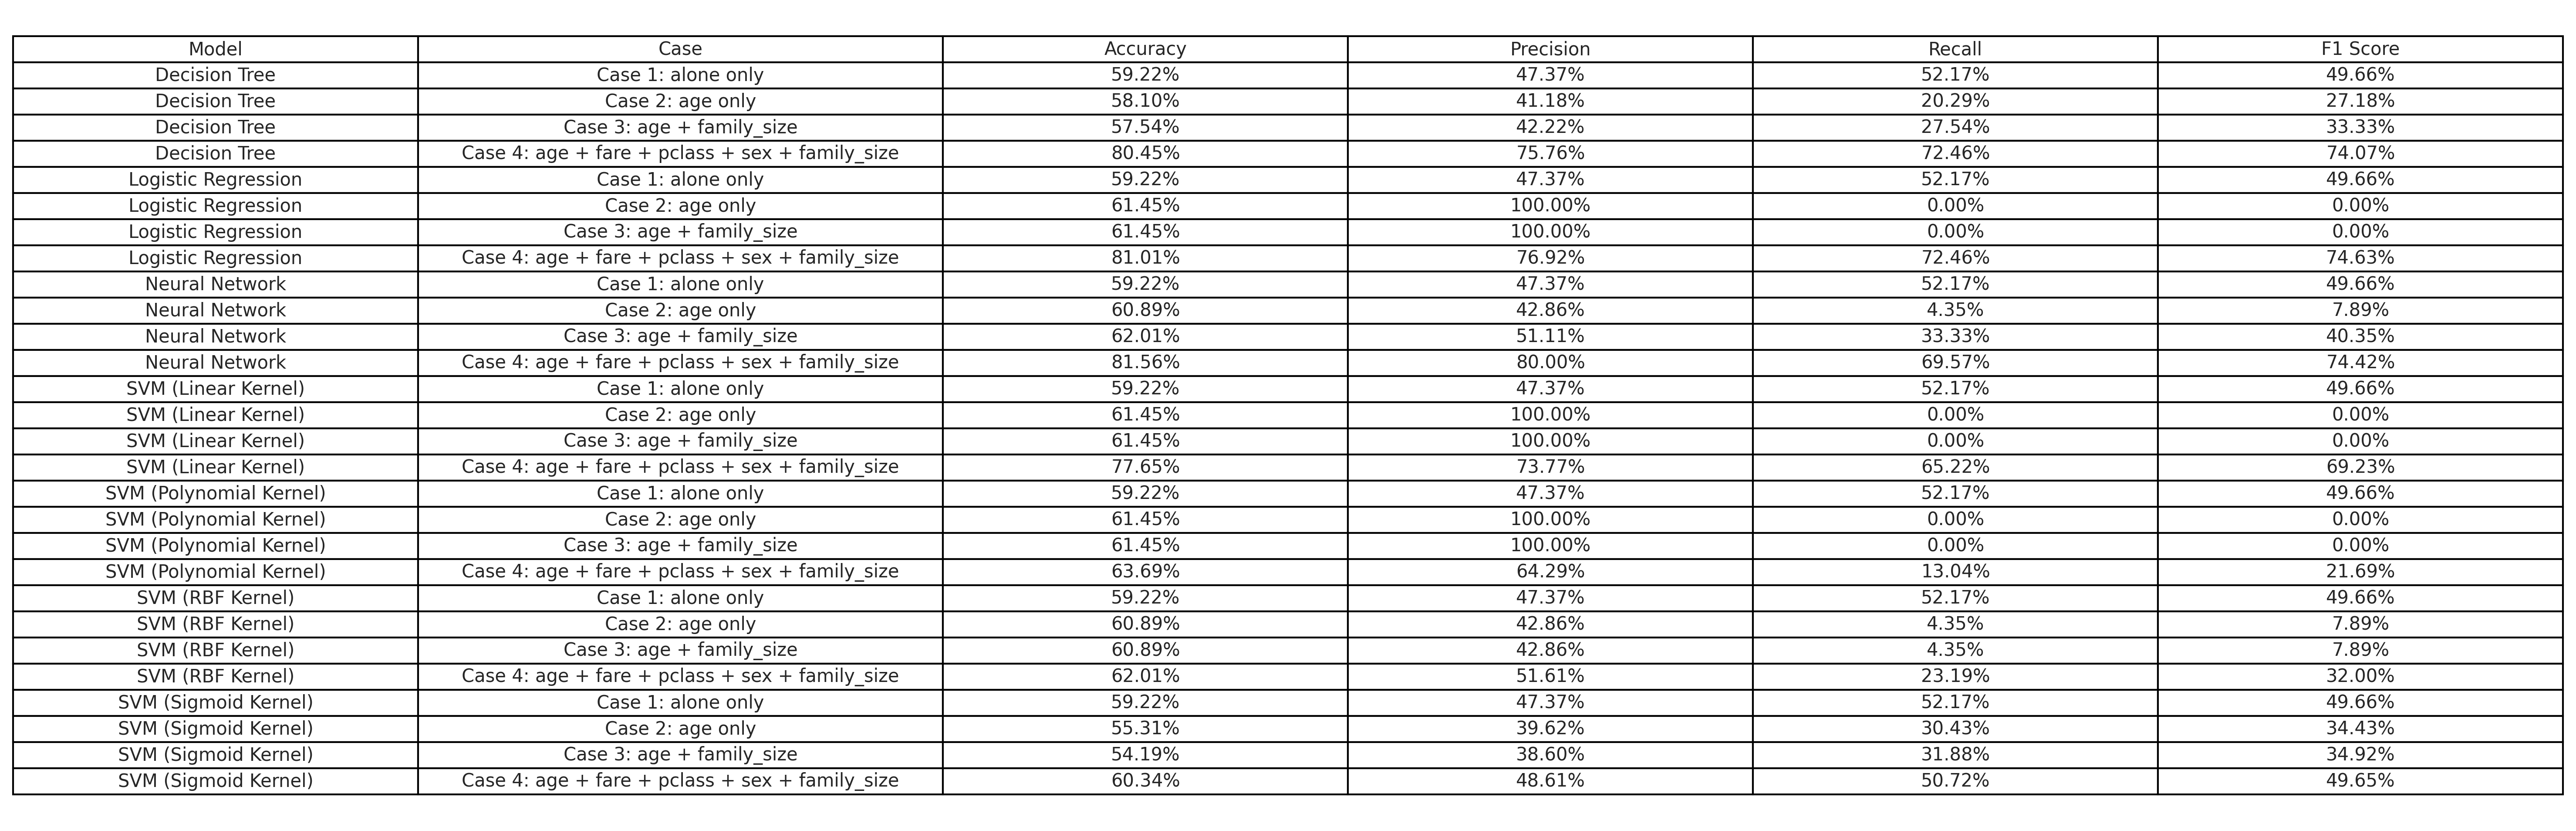 Model Case Accuracy Precision Recall F1 Score
Decision Tree Case 1: alone only 59.22% 47.37% 52.17% 49.66%
Decision Tree Case 2: age only 58.10% 41.18% 20.29% 27.18%
Decision Tree Case 3: age + family_size 57.54% 42.22% 27.54% 33.33%
Decision Tree Case 4: age + fare + pclass + sex + family_size 80.45% 75.76% 72.46% 74.07%
Logistic Regression Case 1: alone only 59.22% 47.37% 52.17% 49.66%
Logistic Regression Case 2: age only 61.45% 100.00% 0.00% 0.00%
Logistic Regression Case 3: age + family_size 61.45% 100.00% 0.00% 0.00%
Logistic Regression Case 4: age + fare + pclass + sex + family_size 81.01% 76.92% 72.46% 74.63%
Neural Network Case 1: alone only 59.22% 47.37% 52.17% 49.66%
Neural Network Case 2: age only 60.89% 42.86% 4.35% 7.89%
Neural Network Case 3: age + family_size 62.01% 51.11% 33.33% 40.35%
Neural Network Case 4: age + fare + pclass + sex + family_size 81.56% 80.00% 69.57% 74.42%
SVM (Linear Kernel) Case 1: alone only 59.22% 47.37% 52.17% 49.66%
SVM (Linear Kernel) Case 2: age only 61.45% 100.00% 0.00% 0.00%
SVM (Linear Kernel) Case 3: age + family_size 61.45% 100.00% 0.00% 0.00%
SVM (Linear Kernel) Case 4: age + fare + pclass + sex + family_size 77.65% 73.77% 65.22% 69.23%
SVM (Polynomial Kernel) Case 1: alone only 59.22% 47.37% 52.17% 49.66%
SVM (Polynomial Kernel) Case 2: age only 61.45% 100.00% 0.00% 0.00%
SVM (Polynomial Kernel) Case 3: age + family_size 61.45% 100.00% 0.00% 0.00%
SVM (Polynomial Kernel) Case 4: age + fare + pclass + sex + family_size 63.69% 64.29% 13.04% 21.69%
SVM (RBF Kernel) Case 1: alone only 59.22% 47.37% 52.17% 49.66%
SVM (RBF Kernel) Case 2: age only 60.89% 42.86% 4.35% 7.89%
SVM (RBF Kernel) Case 3: age + family_size 60.89% 42.86% 4.35% 7.89%
SVM (RBF Kernel) Case 4: age + fare + pclass + sex + family_size 62.01% 51.61% 23.19% 32.00%
SVM (Sigmoid Kernel) Case 1: alone only 59.22% 47.37% 52.17% 49.66%
SVM (Sigmoid Kernel) Case 2: age only 55.31% 39.62% 30.43% 34.43%
SVM (Sigmoid Kernel) Case 3: age + family_size 54.19% 38.60% 31.88% 34.92%
SVM (Sigmoid Kernel) Case 4: age + fare + pclass + sex + family_size 60.34% 48.61% 50.72% 49.65%